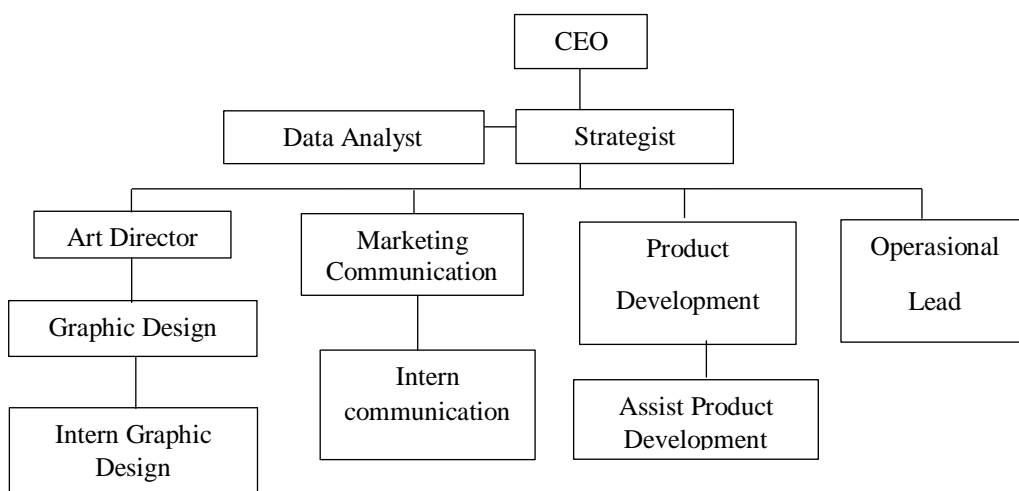 CEO
Data Analyst
Strategist
Art Director
Marketing
Communication
Product
Development
Operasional
Lead
Graphic Design
Intern
communication
Assist Product
Development
Intern Graphic
Design